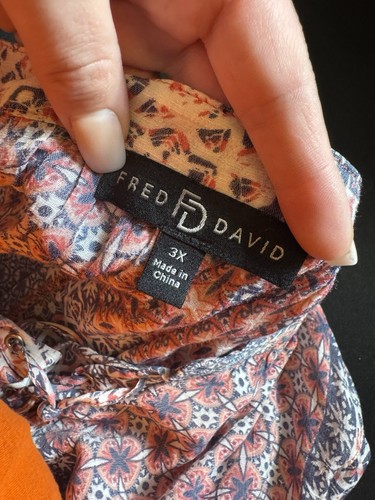 FRED FD DAVID
3X
Made in
China